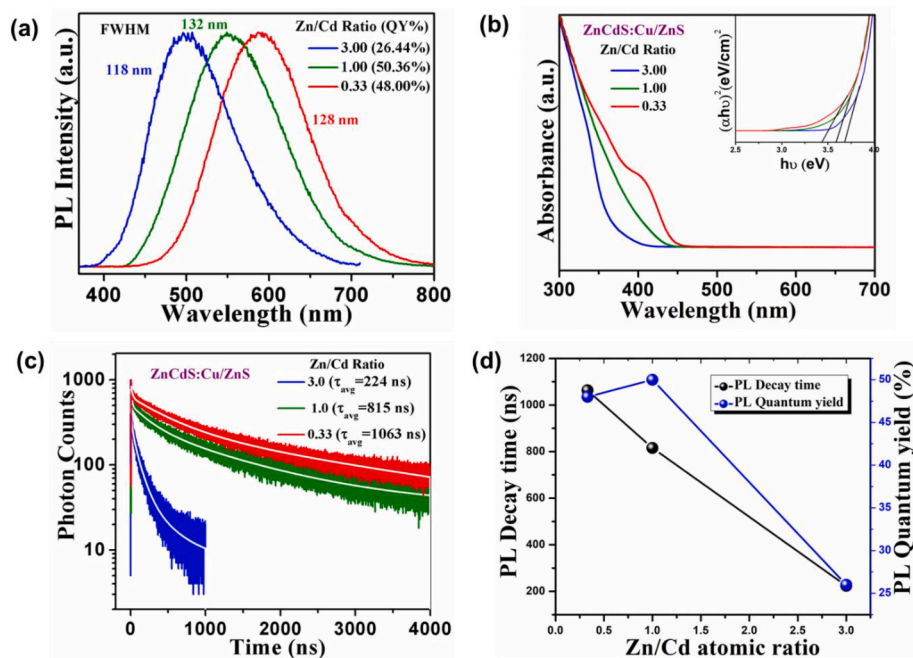 (a)
FWHM
132 nm
Zn/Cd Ratio (QY%)
3.00 (26.44%)
1.00 (50.36%)
0.33 (48.00%)
118 nm
128 nm
PL Intensity (a.u.)
400 500 600 700 800
Wavelength (nm)
(b)
ZnCdS:Cu/ZnS
Zn/Cd Ratio
3.00
1.00
0.33
(αhυ)² (eV/cm)²
2.5 3.0 3.5 4.0
hυ (eV)
Absorbance (a.u.)
300 400 500 600 700
Wavelength (nm)
(c)
ZnCdS:Cu/ZnS
Zn/Cd Ratio
3.0 (τavg=224 ns)
1.0 (τavg=815 ns)
0.33 (τavg=1063 ns)
Photon Counts
1000
100
10
0 1000 2000 3000 4000
Time (ns)
(d)
PL Decay time
PL Quantum yield
PL Decay time (ns)
1200
1000
800
600
400
200
PL Quantum yield (%)
50
45
40
35
30
25
0.0 0.5 1.0 1.5 2.0 2.5 3.0
Zn/Cd atomic ratio